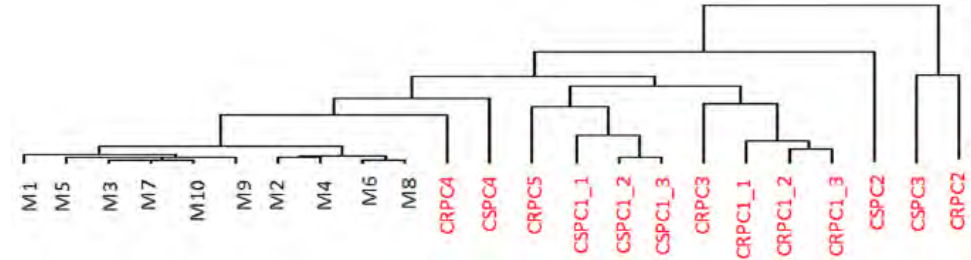 M1
M5
M3
M7
M10
M9
M2
M4
M6
M8
CRPC4
CSPC4
CRPC5
CSPC1_1
CSPC1_2
CSPC1_3
CRPC3
CRPC1_1
CRPC1_2
CRPC1_3
CSPC2
CSPC3
CRPC2